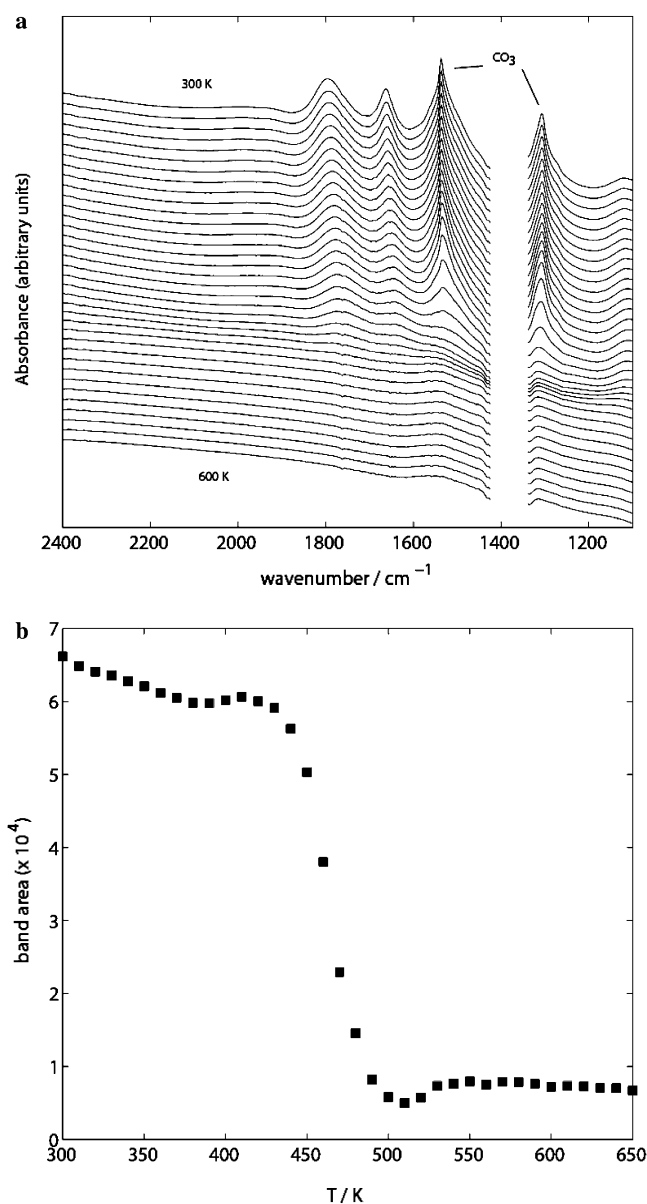 a
300 K
CO3
600 K
Absorbance (arbitrary units)
2400 2200 2000 1800 1600 1400 1200
wavenumber / cm −1
b
7
6
5
4
3
2
1
0
band area (x 10 4)
300 350 400 450 500 550 600 650
T / K